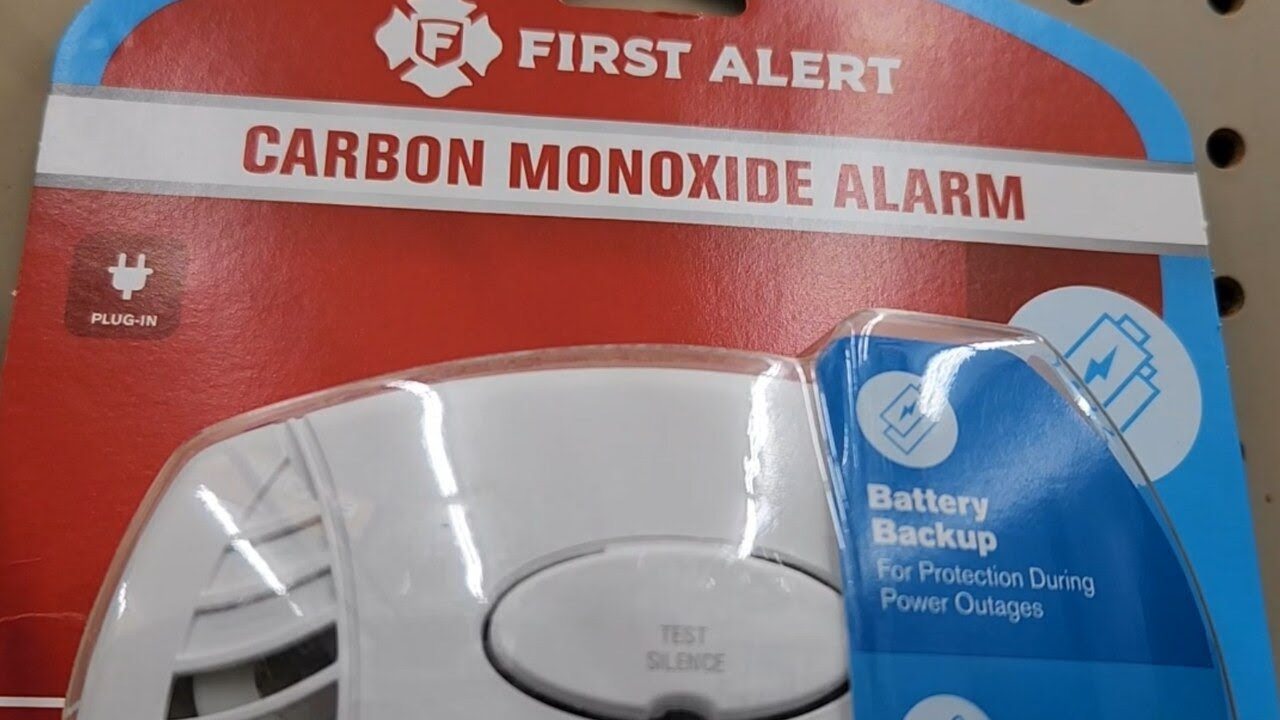 FIRST ALERT
CARBON MONOXIDE ALARM
PLUG-IN
Battery
Backup
For Protection During
Power Outages
TEST
SILENCE